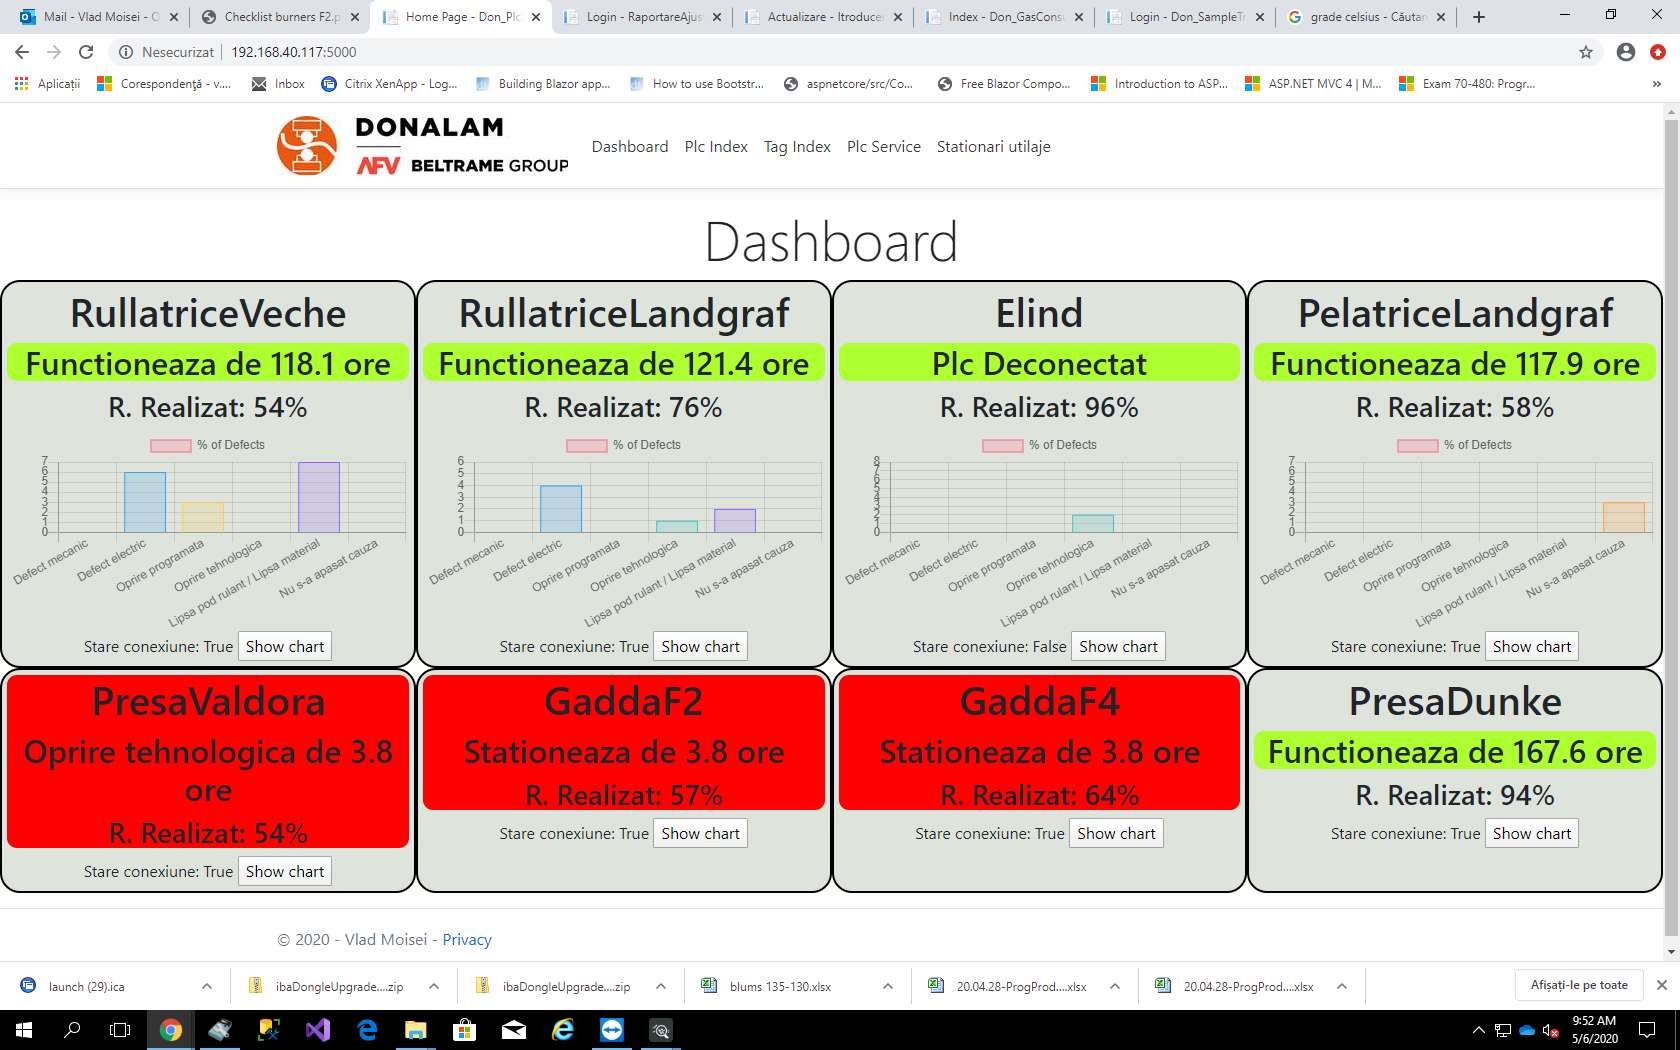 Mail - Vlad Moisei - O
Checklist burners F2.p
Home Page - Don_Plc
Login - RaportareAjus
Actualizare - Itroducer
Index - Don_GasConsu
Login - Don_SampleTr
grade celsius - Căutar
Nesecurizat
192.168.40.117:5000
Aplicații
Corespondență - v....
Inbox
Citrix XenApp - Log...
Building Blazor app...
How to use Bootstr...
aspnetcore/src/Co...
Free Blazor Compo...
Introduction to ASP...
ASP.NET MVC 4 | M...
Exam 70-480: Progr...
DONALAM
AFV BELTRAME GROUP
Dashboard
Plc Index
Tag Index
Plc Service
Stationari utilaje
Dashboard
RullatriceVeche
Functioneaza de 118.1 ore
R. Realizat: 54%
% of Defects
7
6
5
4
3
2
1
0
Defect mecanic
Defect electric
Oprire programata
Oprire tehnologica
Lipsa pod rulant / Lipsa material
Nu s-a apasat cauza
Stare conexiune: True
Show chart
RullatriceLandgraf
Functioneaza de 121.4 ore
R. Realizat: 76%
% of Defects
6
5
4
3
2
1
0
Defect mecanic
Defect electric
Oprire programata
Oprire tehnologica
Lipsa pod rulant / Lipsa material
Nu s-a apasat cauza
Stare conexiune: True
Show chart
Elind
Plc Deconectat
R. Realizat: 96%
% of Defects
8
7
6
5
4
3
2
1
0
Defect mecanic
Defect electric
Oprire programata
Oprire tehnologica
Lipsa pod rulant / Lipsa material
Nu s-a apasat cauza
Stare conexiune: False
Show chart
PelatriceLandgraf
Functioneaza de 117.9 ore
R. Realizat: 58%
% of Defects
7
6
5
4
3
2
1
0
Defect mecanic
Defect electric
Oprire programata
Oprire tehnologica
Lipsa pod rulant / Lipsa material
Nu s-a apasat cauza
Stare conexiune: True
Show chart
PresaValdora
Oprire tehnologica de 3.8
ore
R. Realizat: 54%
Stare conexiune: True
Show chart
GaddaF2
Stationeaza de 3.8 ore
R. Realizat: 57%
Stare conexiune: True
Show chart
GaddaF4
Stationeaza de 3.8 ore
R. Realizat: 64%
Stare conexiune: True
Show chart
PresaDunke
Functioneaza de 167.6 ore
R. Realizat: 94%
Stare conexiune: True
Show chart
© 2020 - Vlad Moisei - Privacy
launch (29).ica
ibaDongleUpgrade....zip
ibaDongleUpgrade....zip
blums 135-130.xlsx
20.04.28-ProgProd....xlsx
20.04.28-ProgProd....xlsx
Afișați-le pe toate
9:52 AM
5/6/2020